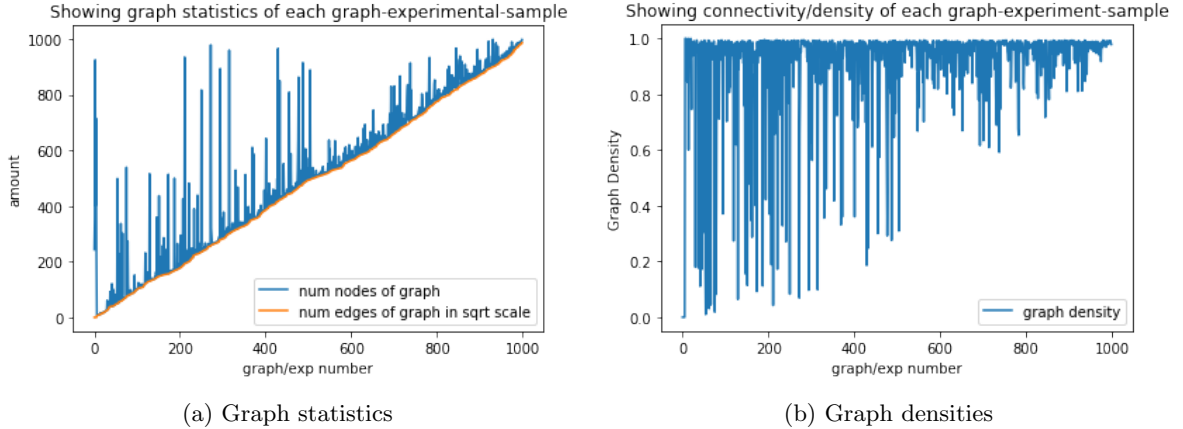 Showing graph statistics of each graph-experimental-sample
1000
800
600
400
200
0
amount
num nodes of graph
num edges of graph in sqrt scale
0 200 400 600 800 1000
graph/exp number
(a) Graph statistics
Showing connectivity/density of each graph-experiment-sample
1.0
0.8
0.6
0.4
0.2
0.0
Graph Density
graph density
0 200 400 600 800 1000
graph/exp number
(b) Graph densities